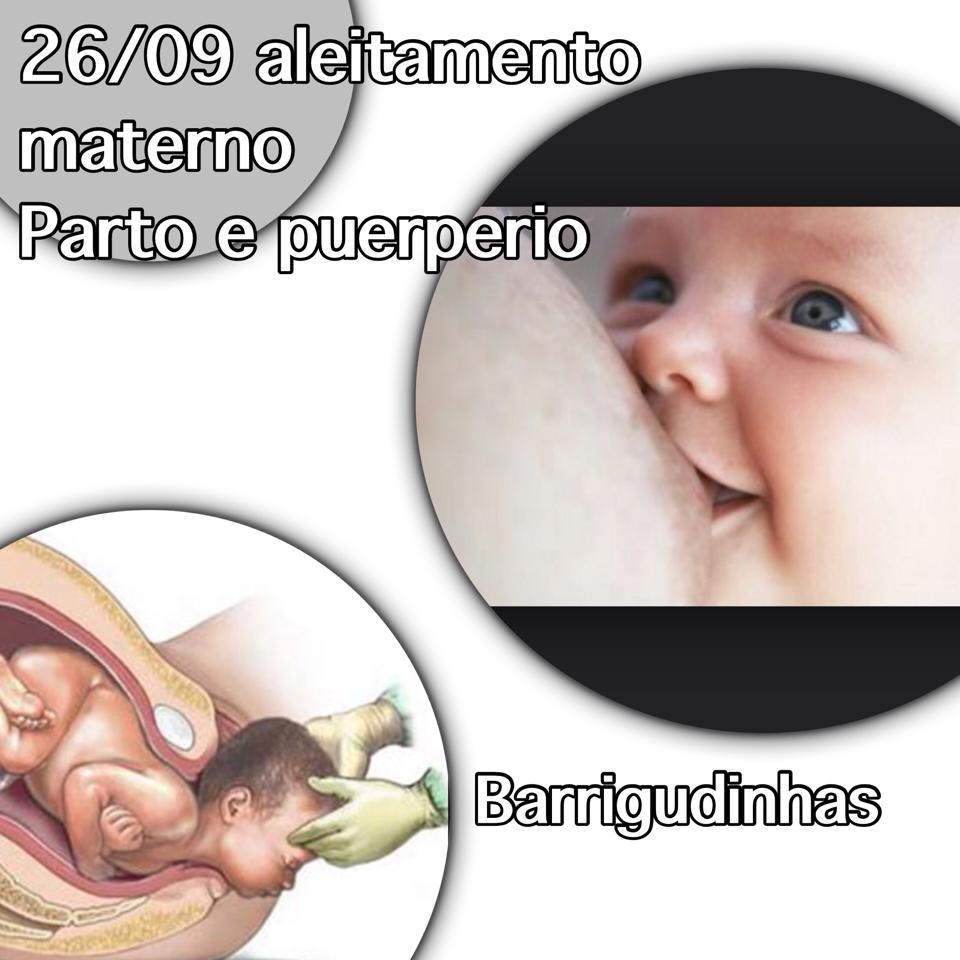 26/09 aleitamento
materno
Parto e puerperio
Barrigudinhas